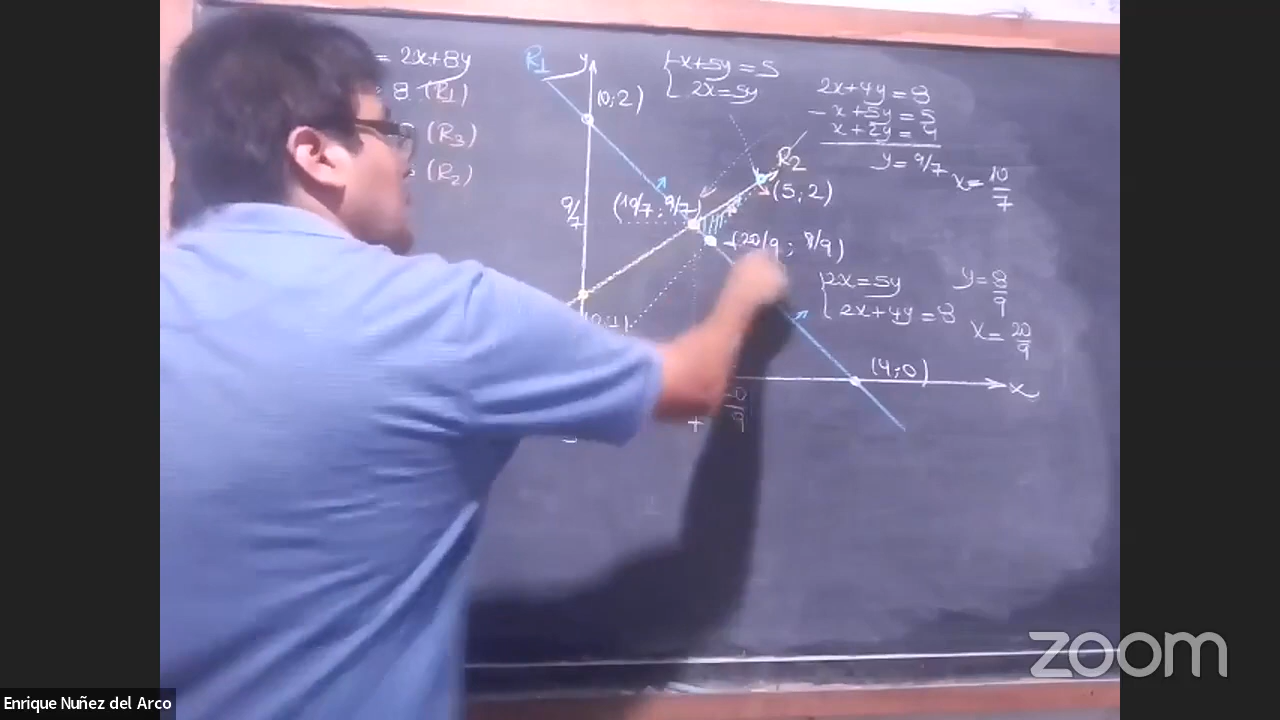 = 2x+8y
8 (R1)
(R3)
= (R2)
R1
y
(0;2)
-x+5y=5
2x=5y
2x+4y=8
-x+5y=5
x+2y=4
y=9/7
x=10/7
R2
(5;2)
(10/7; 9/7)
9/7
(20/9; 8/9)
2x=5y
2x+4y=8
y=8/9
x=20/9
(4;0)
x
zoom
Enrique Nuñez del Arco